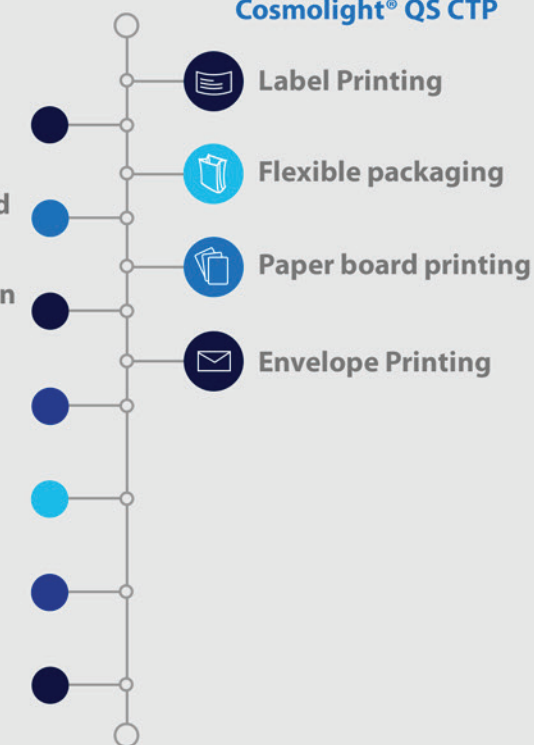 Cosmolight® QS CTP
Label Printing
Flexible packaging
Paper board printing
Envelope Printing